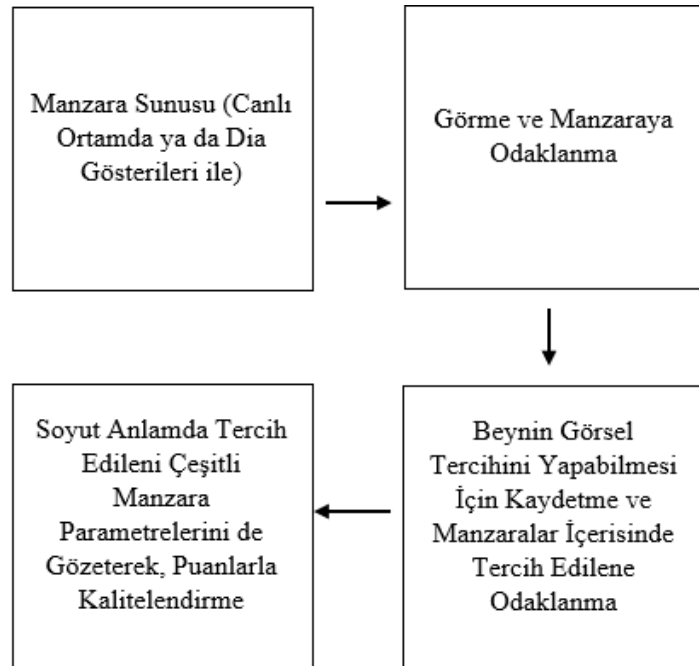 Manzara Sunusu (Canlı
Ortamda ya da Dia
Gösterileri ile)
Görme ve Manzaraya
Odaklanma
Beynin Görsel
Tercihini Yapabilmesi
İçin Kaydetme ve
Manzaralar İçerisinde
Tercih Edilene
Odaklanma
Soyut Anlamda Tercih
Edileni Çeşitli
Manzara
Parametrelerini de
Gözeterek, Puanlarla
Kalitelendirme